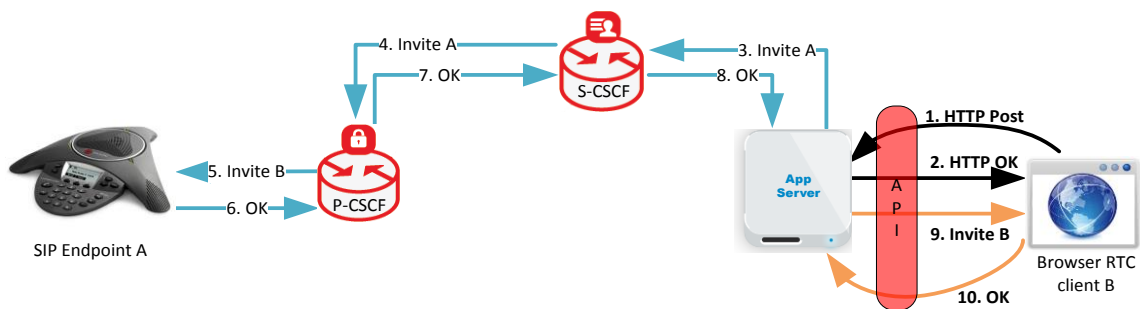 4. Invite A
3. Invite A
7. OK
8. OK
S-CSCF
1. HTTP Post
2. HTTP OK
App
Server
A
P
I
5. Invite B
6. OK
P-CSCF
9. Invite B
SIP Endpoint A
Browser RTC
client B
10. OK